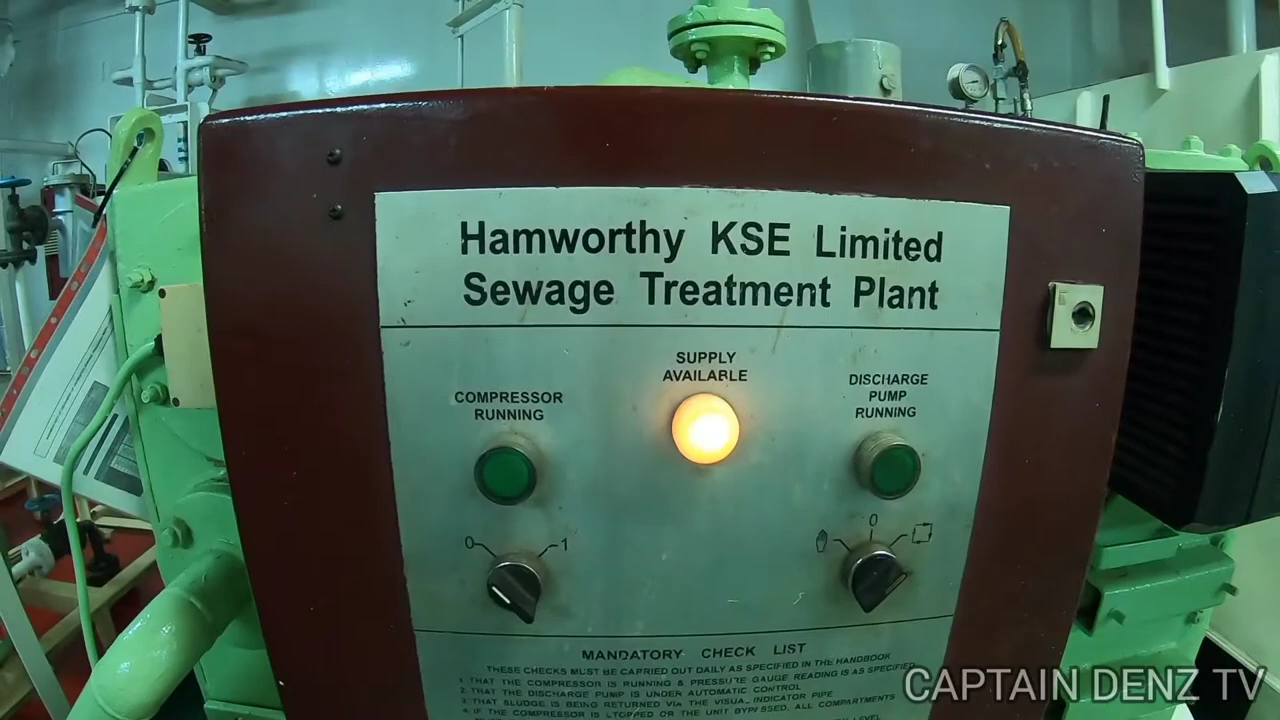 Hamworthy KSE Limited
Sewage Treatment Plant
SUPPLY
AVAILABLE
COMPRESSOR
RUNNING
DISCHARGE
PUMP
RUNNING
0 1
0
MANDATORY CHECK LIST
THESE CHECKS MUST BE CARRIED OUT DAILY AS SPECIFIED IN THE HANDBOOK
1 THAT THE COMPRESSOR IS RUNNING & PRESSURE GAUGE READING IS AS SPECIFIED
2. THAT THE DISCHARGE PUMP IS UNDER AUTOMATIC CONTROL
3. THAT SLUDGE IS BEING RETURNED VIA THE VISUAL INDICATOR PIPE
4 IF THE COMPRESSOR IS STOPPED OR THE UNIT BYPASSED, ALL COMPARTMENTS
LEVEL
CAPTAIN DENZ TV